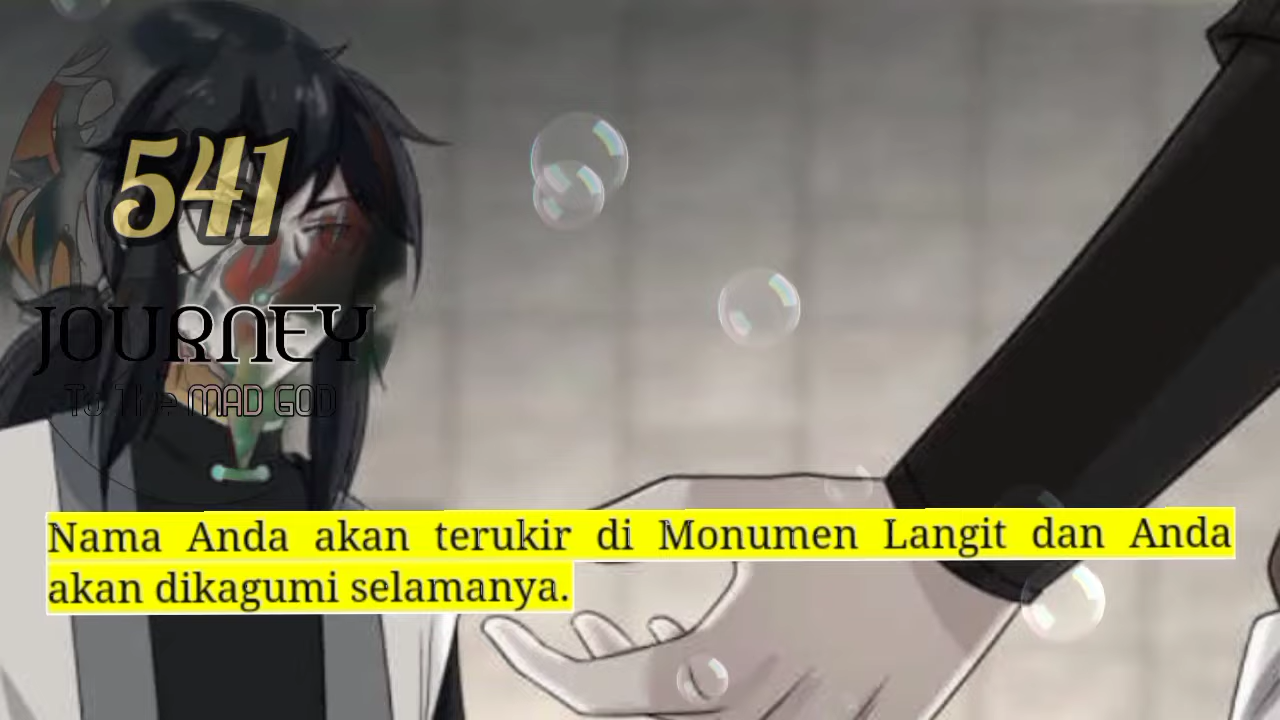 541
JOURNEY
To The MAD GOD
Nama Anda akan terukir di Monumen Langit dan Anda
akan dikagumi selamanya.